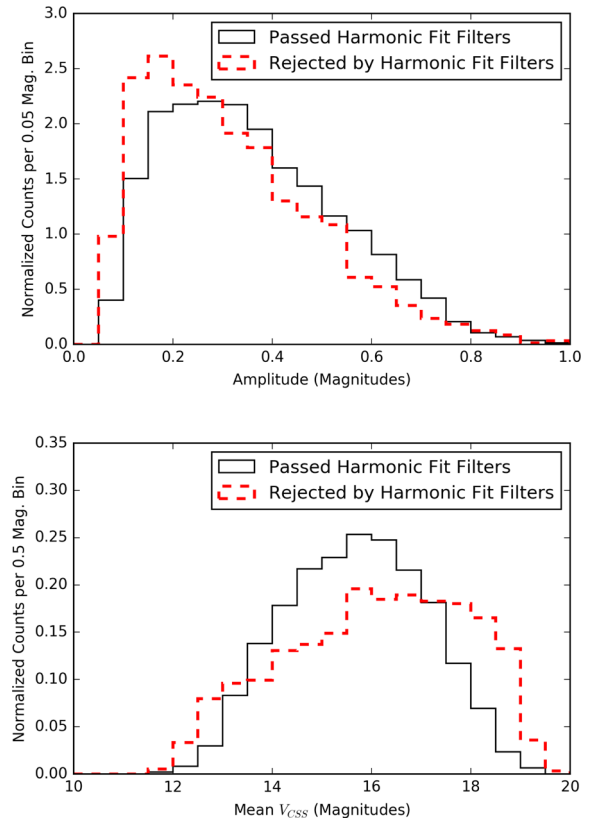 3.0
2.5
2.0
1.5
1.0
0.5
0.0
Normalized Counts per 0.05 Mag. Bin
Passed Harmonic Fit Filters
Rejected by Harmonic Fit Filters
0.0 0.2 0.4 0.6 0.8 1.0
Amplitude (Magnitudes)
0.35
0.30
0.25
0.20
0.15
0.10
0.05
0.00
Normalized Counts per 0.5 Mag. Bin
Passed Harmonic Fit Filters
Rejected by Harmonic Fit Filters
10 12 14 16 18 20
Mean V_CSS (Magnitudes)